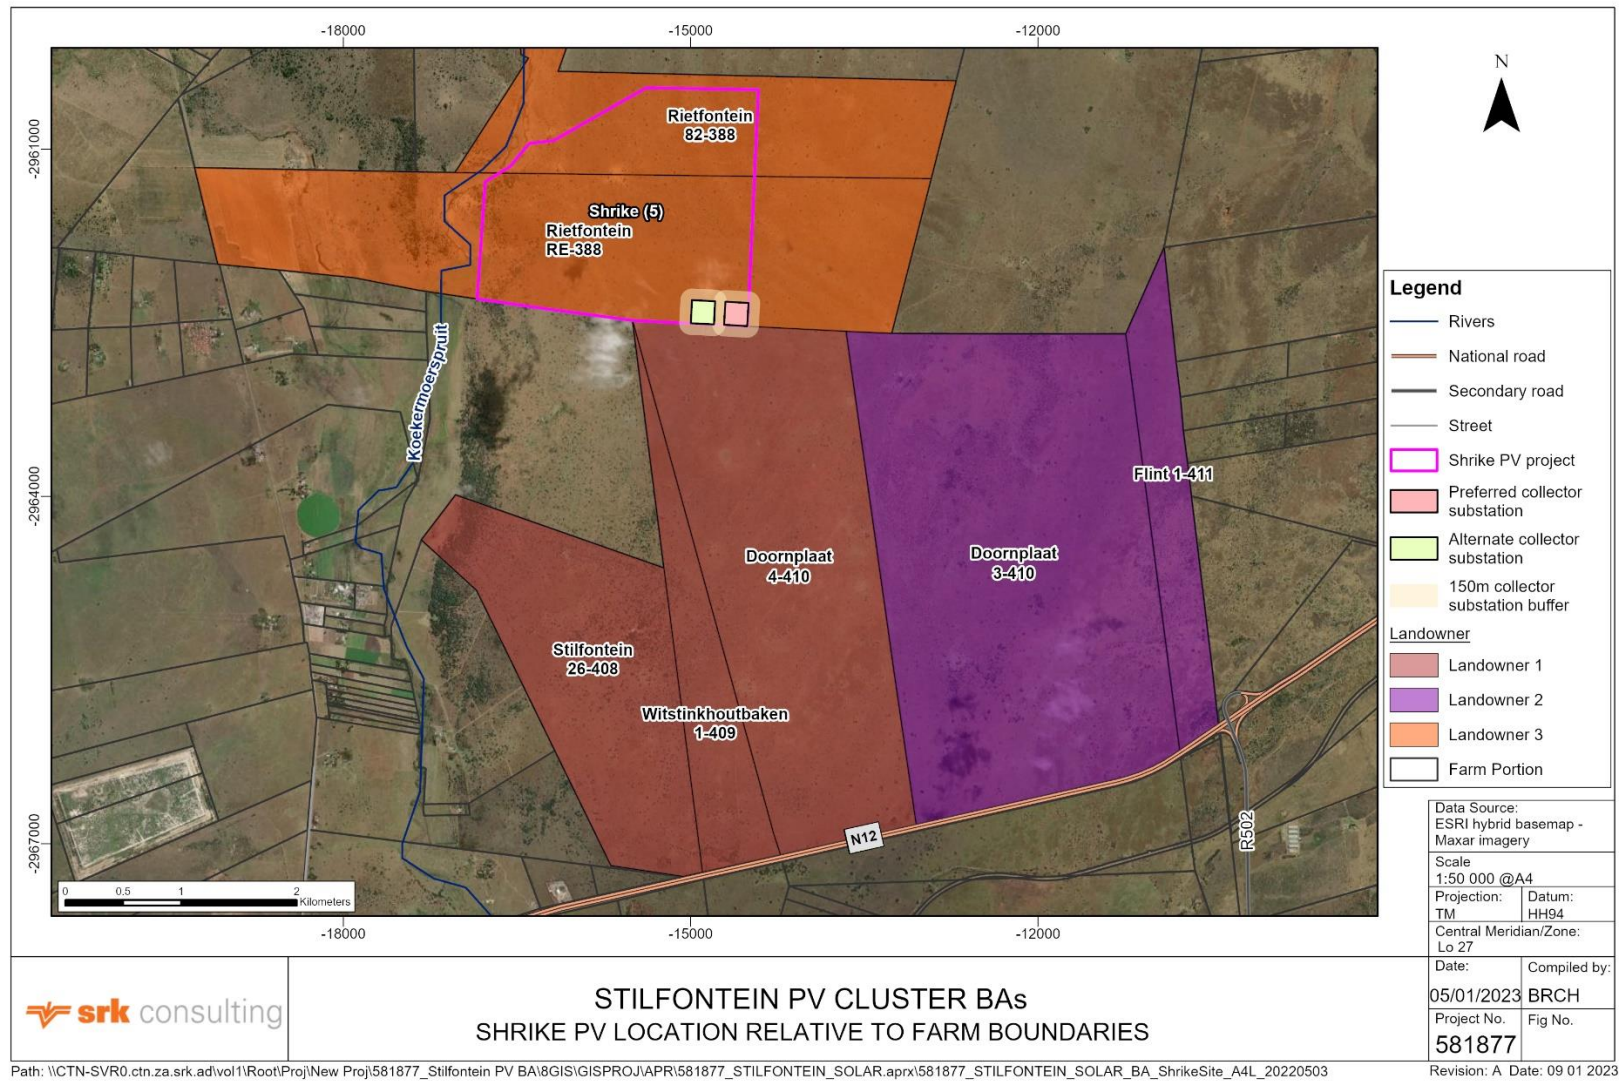 -18000
-15000
-12000
N
-2961000
Rietfontein
82-388
Shrike (5)
Rietfontein
RE-388
Koekermoerspruit
-2964000
Flint 1-411
Doornplaat
4-410
Doornplaat
3-410
Stilfontein
26-408
Witstinkhoutbaken
1-409
-2967000
N12
R502
0 0.5 1 2
Kilometers
-18000
-15000
-12000
Legend
Rivers
National road
Secondary road
Street
Shrike PV project
Preferred collector
substation
Alternate collector
substation
150m collector
substation buffer
Landowner
Landowner 1
Landowner 2
Landowner 3
Farm Portion
Data Source:
ESRI hybrid basemap -
Maxar imagery
Scale
1:50 000 @A4
Projection: Datum:
TM HH94
Central Meridian/Zone:
Lo 27
Date: Compiled by:
05/01/2023 BRCH
Project No. Fig No.
581877
srk consulting
STILFONTEIN PV CLUSTER BAs
SHRIKE PV LOCATION RELATIVE TO FARM BOUNDARIES
Path: \\CTN-SVR0.ctn.za.srk.ad\vol1\Root\Proj\New Proj\581877_Stilfontein PV BA\8GIS\GISPROJ\APR\581877_STILFONTEIN_SOLAR.aprx\581877_STILFONTEIN_SOLAR_BA_ShrikeSite_A4L_20220503
Revision: A Date: 09 01 2023